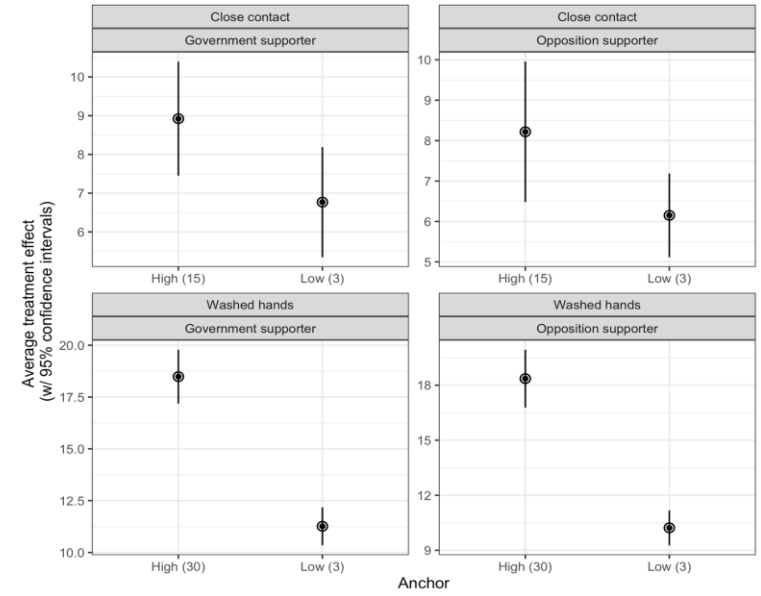 Close contact
Government supporter
10
9
8
7
6
High (15) Low (3)
Close contact
Opposition supporter
10
9
8
7
6
5
High (15) Low (3)
Washed hands
Government supporter
20.0
17.5
15.0
12.5
10.0
High (30) Low (3)
Washed hands
Opposition supporter
18
15
12
9
High (30) Low (3)
Average treatment effect
(w/ 95% confidence intervals)
Anchor